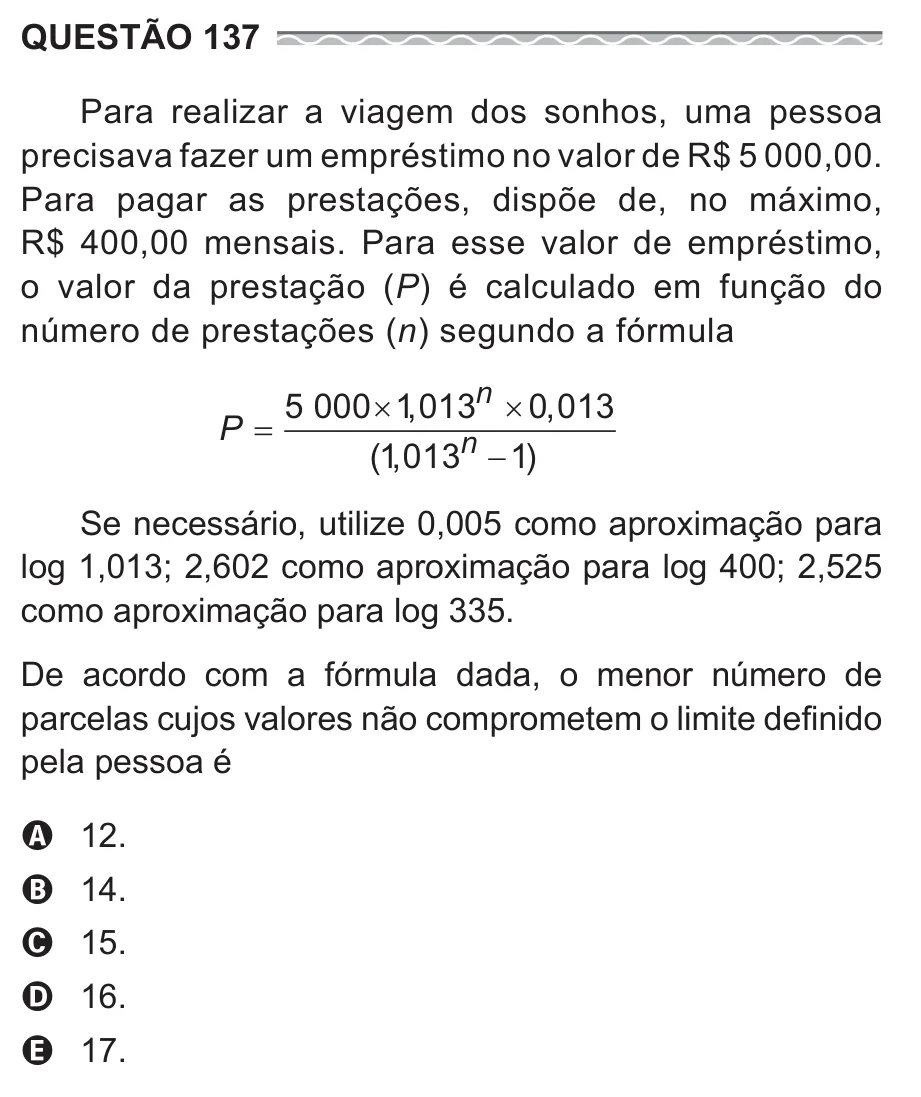 QUESTÃO 137
Para realizar a viagem dos sonhos, uma pessoa
precisava fazer um empréstimo no valor de R$ 5 000,00.
Para pagar as prestações, dispõe de, no máximo,
R$ 400,00 mensais. Para esse valor de empréstimo,
o valor da prestação (P) é calculado em função do
número de prestações (n) segundo a fórmula
P = \frac{5 000×1,013^n ×0,013}{(1,013^n – 1)}
Se necessário, utilize 0,005 como aproximação para
log 1,013; 2,602 como aproximação para log 400; 2,525
como aproximação para log 335.
De acordo com a fórmula dada, o menor número de
parcelas cujos valores não comprometem o limite definido
pela pessoa é
A 12.
B 14.
C 15.
D 16.
E 17.